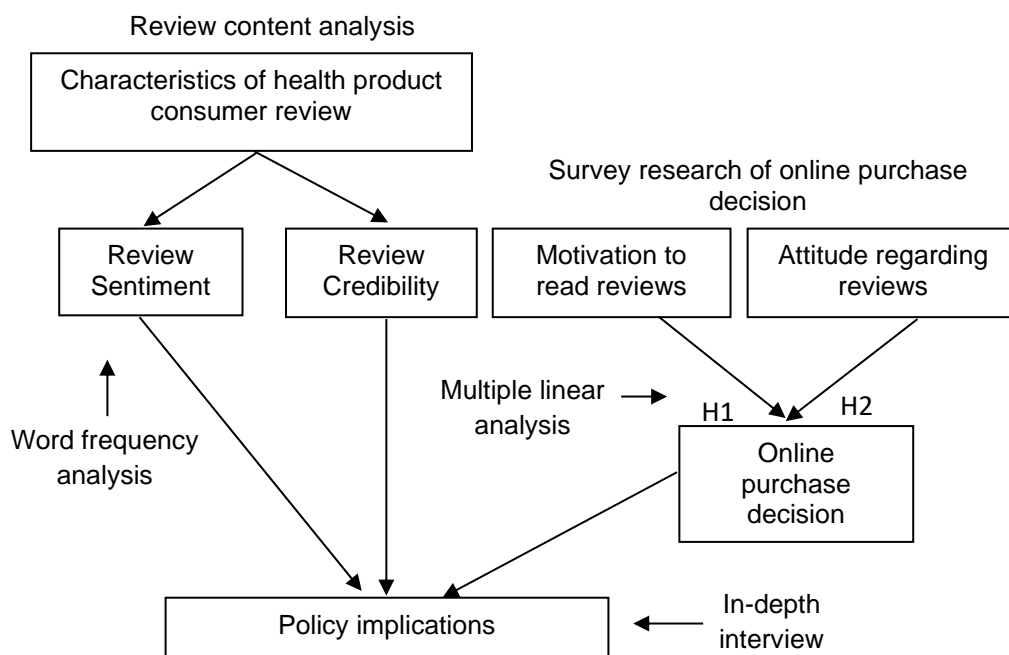 Review content analysis
Characteristics of health product
consumer review
Survey research of online purchase
decision
Review
Sentiment
Review
Credibility
Motivation to
read reviews
Attitude regarding
reviews
Multiple linear
analysis
H1
H2
Word frequency
analysis
Online
purchase
decision
Policy implications
In-depth
interview